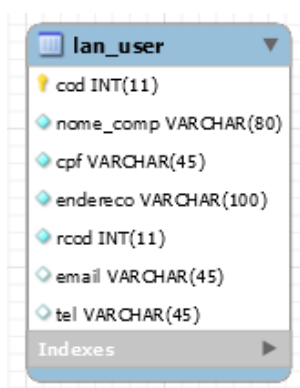 lan_user
cod INT(11)
nome_comp VARCHAR(80)
cpf VARCHAR(45)
endereco VARCHAR(100)
rcod INT(11)
email VARCHAR(45)
tel VARCHAR(45)
Indexes